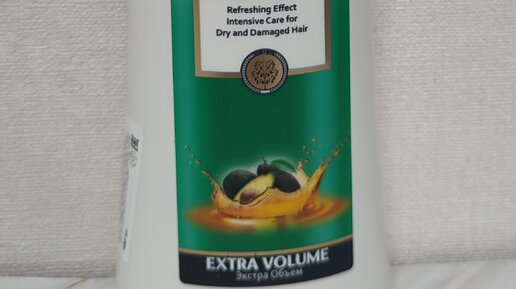 Refreshing Effect
Intensive Care for
Dry and Damaged Hair
EXTRA VOLUME
Экстра Объем